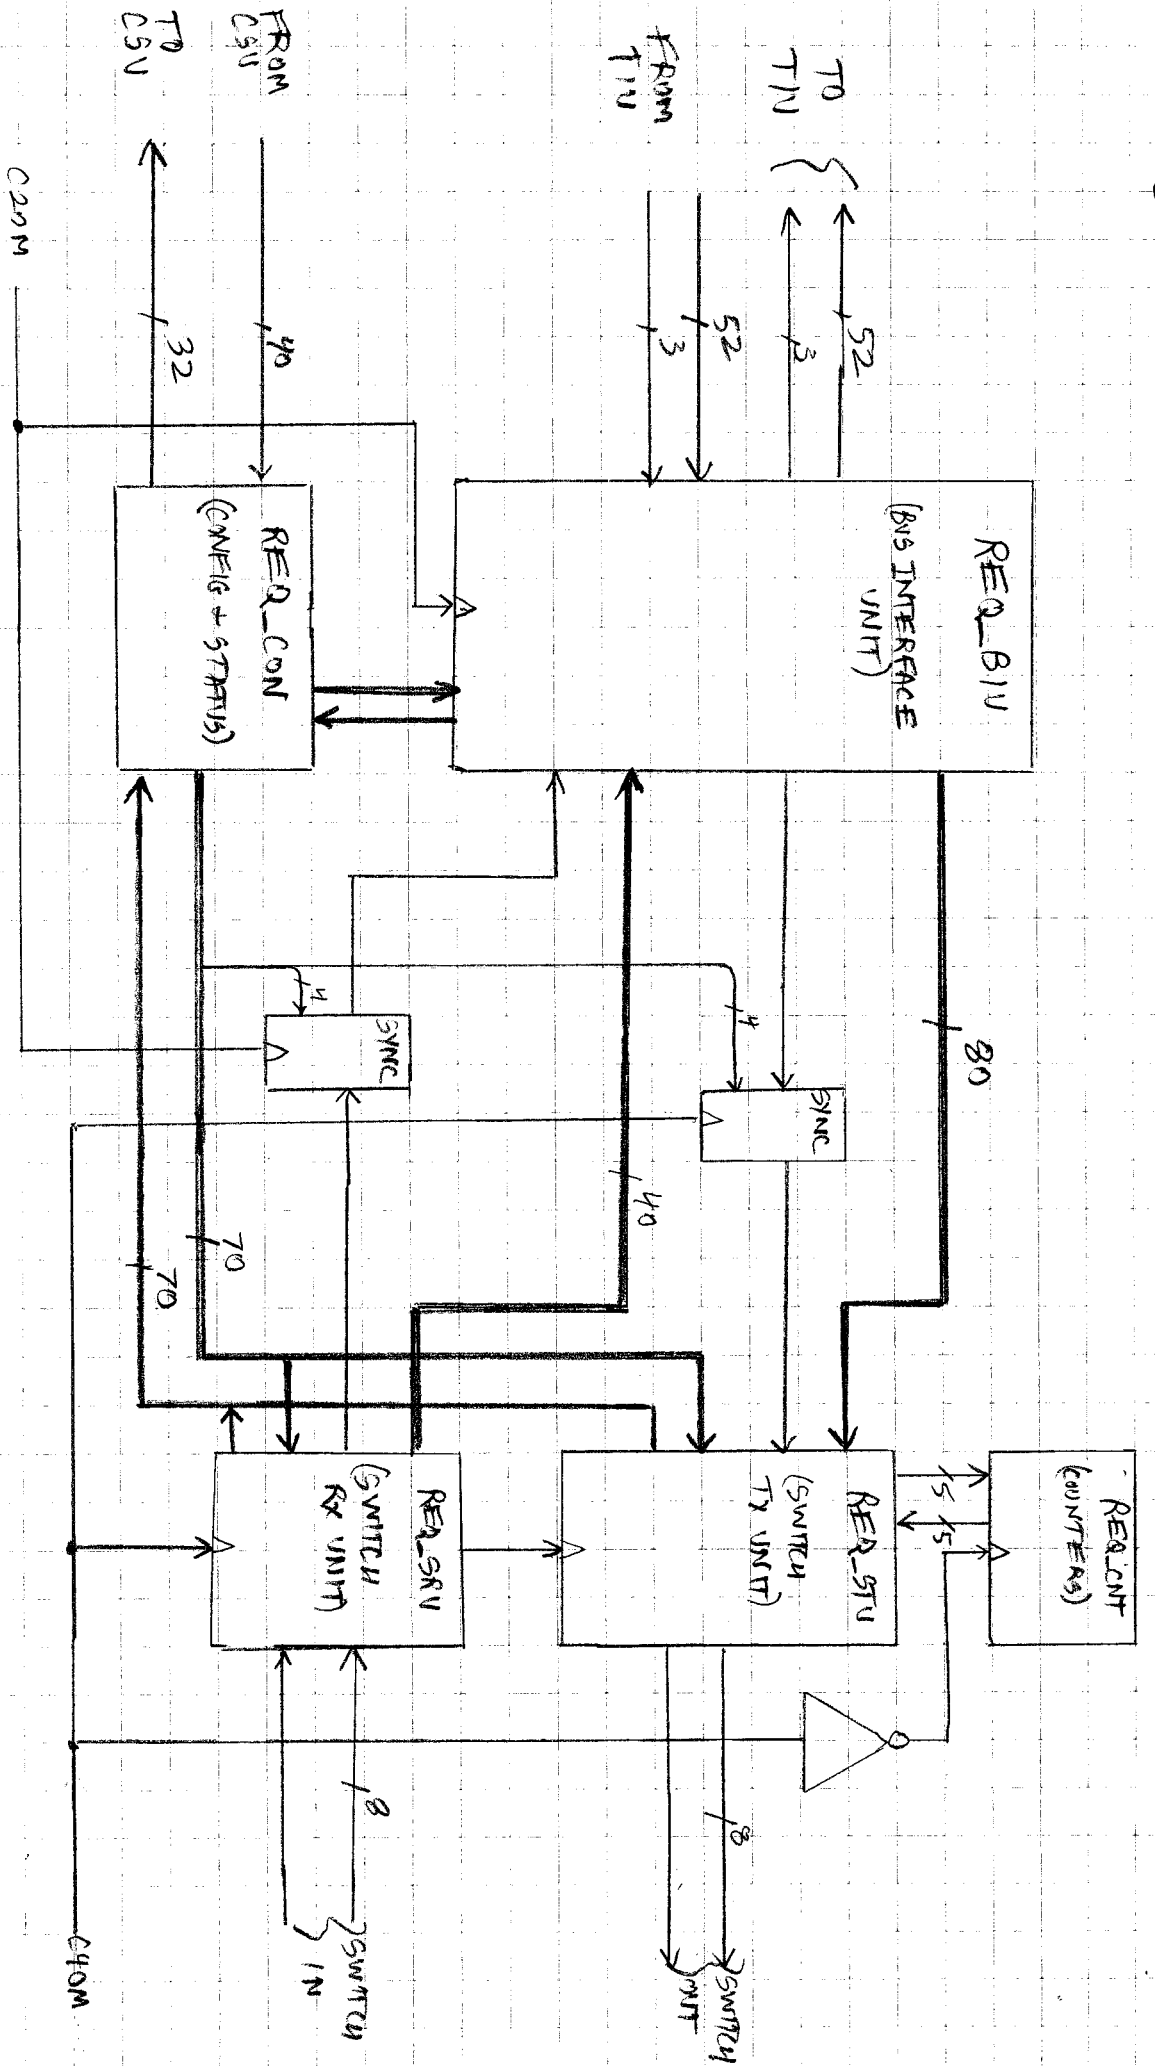 REQ_CNT
(COUNTERS)
REQ_BIU
(BUS INTERFACE
UNIT)
80
5
5
52
3
TO
TIU
SYNC
REQ_STU
(SWITCH
TX UNIT)
8
SWITCH
OUT
52
3
FROM
TIU
4
40
SYNC
4
REQ_SRU
(SWITCH
RX UNIT)
8
SWITCH
IN
FROM
CSU
40
REQ_CON
(CONFIG + STATUS)
70
TO
CSU
32
70
C20M
C40M